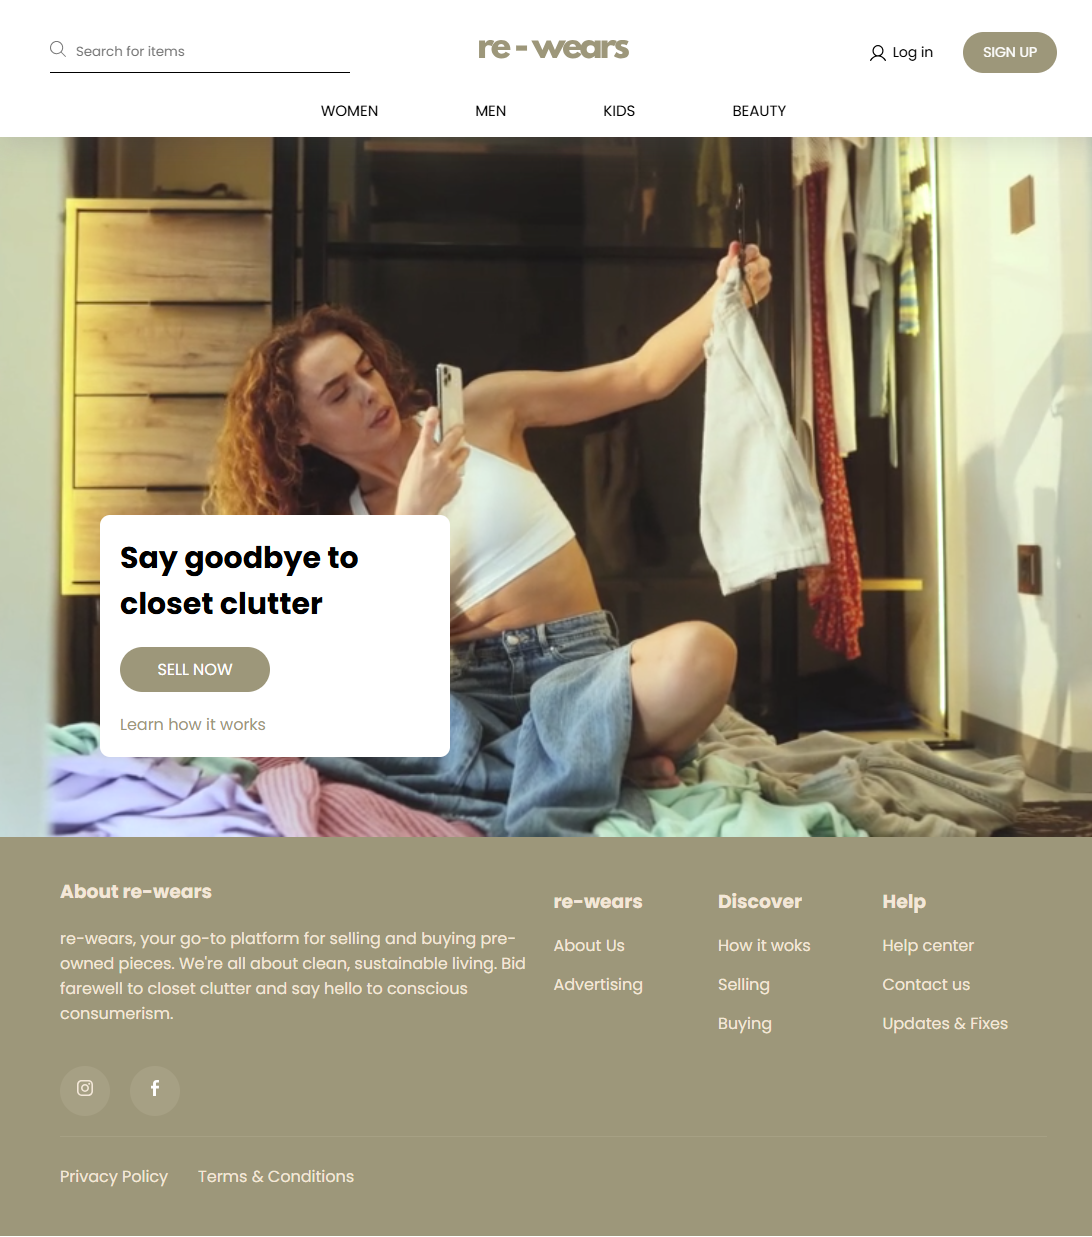 Search for items
re - wears
Log in
SIGN UP
WOMEN
MEN
KIDS
BEAUTY
Say goodbye to
closet clutter
SELL NOW
Learn how it works
About re-wears
re-wears, your go-to platform for selling and buying pre-
owned pieces. We're all about clean, sustainable living. Bid
farewell to closet clutter and say hello to conscious
consumerism.
re-wears
About Us
Advertising
Discover
How it woks
Selling
Buying
Help
Help center
Contact us
Updates & Fixes
Privacy Policy
Terms & Conditions